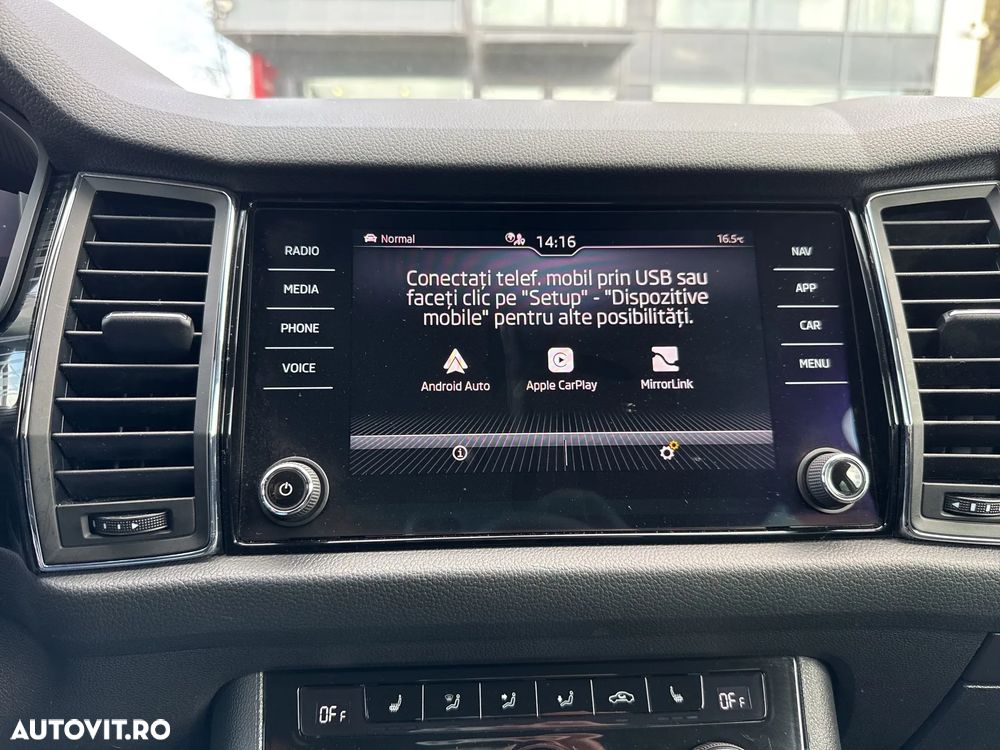 Normal
14:16
16.5°C
RADIO
MEDIA
PHONE
VOICE
Conectați telef. mobil prin USB sau
faceți clic pe "Setup" - "Dispozitive
mobile" pentru alte posibilități.
Android Auto
Apple CarPlay
MirrorLink
NAV
APP
CAR
MENU
OFF
OFF
AUTOVIT.RO